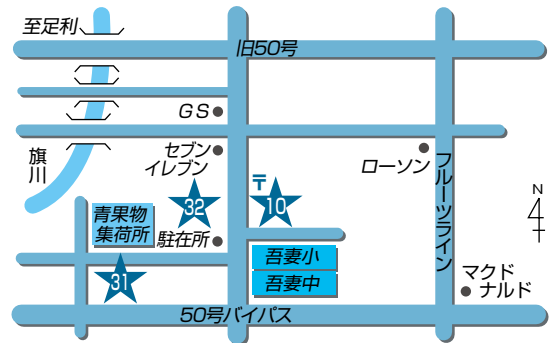 至足利
旧50号
GS
セブン
イレブン
ローソン
旗川
フルーツライン
〒
32
10
青果物
集荷所
駐在所
吾妻小
吾妻中
31
マクド
ナルド
50号バイパス
N
4